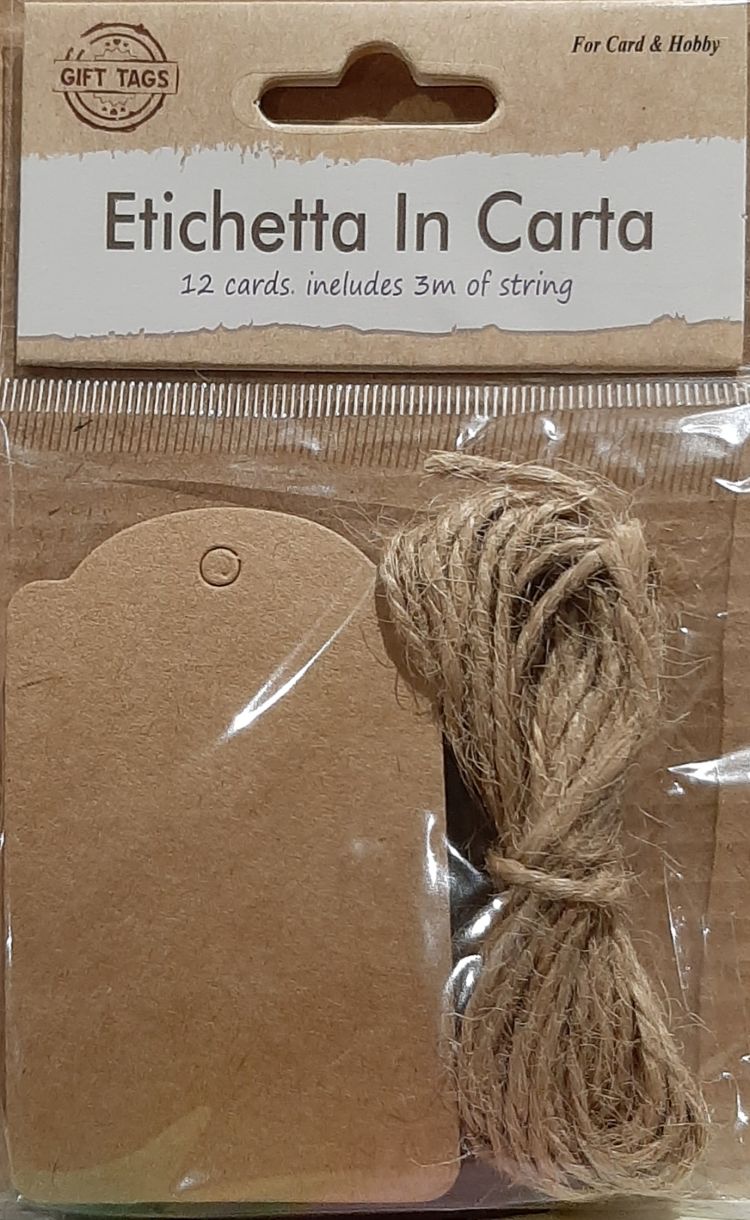 For Card & Hobby
GIFT TAGS
Etichetta In Carta
12 cards. ineludes 3m of string